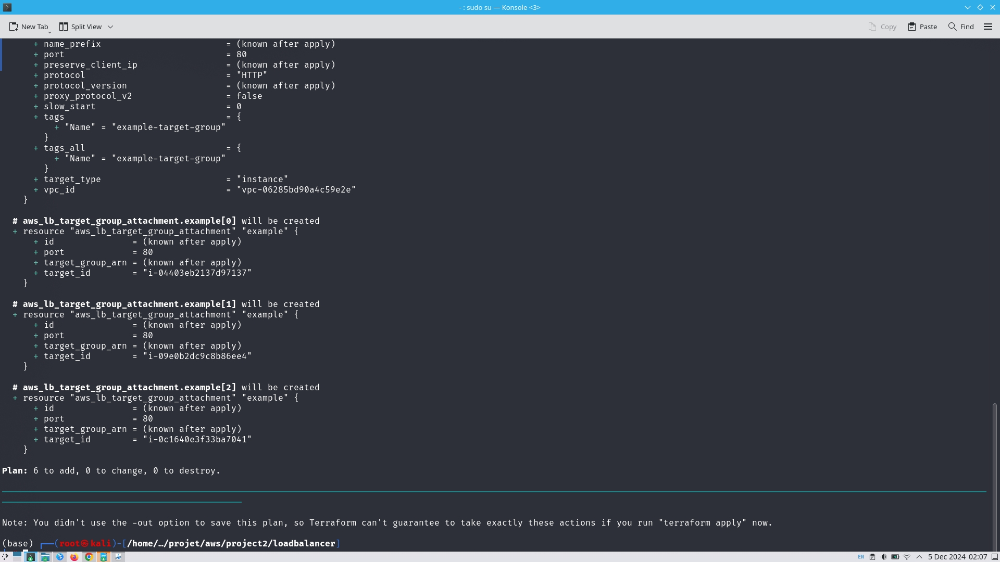 - : sudo su — Konsole <3>
New Tab Split View Copy Paste Find
+ name_prefix = (known after apply)
+ port = 80
+ preserve_client_ip = (known after apply)
+ protocol = "HTTP"
+ protocol_version = (known after apply)
+ proxy_protocol_v2 = false
+ slow_start = 0
+ tags = {
+ "Name" = "example-target-group"
}
+ tags_all = {
+ "Name" = "example-target-group"
}
+ target_type = "instance"
+ vpc_id = "vpc-06285bd90a4c59e2e"
}
# aws_lb_target_group_attachment.example[0] will be created
+ resource "aws_lb_target_group_attachment" "example" {
+ id = (known after apply)
+ port = 80
+ target_group_arn = (known after apply)
+ target_id = "i-04403eb2137d97137"
}
# aws_lb_target_group_attachment.example[1] will be created
+ resource "aws_lb_target_group_attachment" "example" {
+ id = (known after apply)
+ port = 80
+ target_group_arn = (known after apply)
+ target_id = "i-09e0b2dc9c8b86ee4"
}
# aws_lb_target_group_attachment.example[2] will be created
+ resource "aws_lb_target_group_attachment" "example" {
+ id = (known after apply)
+ port = 80
+ target_group_arn = (known after apply)
+ target_id = "i-0c1640e3f33ba7041"
}
Plan: 6 to add, 0 to change, 0 to destroy.
Note: You didn't use the -out option to save this plan, so Terraform can't guarantee to take exactly these actions if you run "terraform apply" now.
(base) ┌──(root㉿kali)-[/home/…/projet/aws/project2/loadbalancer]
EN 5 Dec 2024 02:07